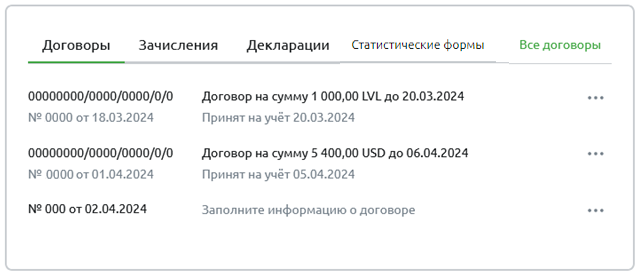 Договоры Зачисления Декларации Статистические формы Все договоры
00000000/0000/0000/0/0 Договор на сумму 1 000,00 LVL до 20.03.2024
№ 0000 от 18.03.2024 Принят на учёт 20.03.2024
00000000/0000/0000/0/0 Договор на сумму 5 400,00 USD до 06.04.2024
№ 0000 от 01.04.2024 Принят на учёт 05.04.2024
№ 000 от 02.04.2024 Заполните информацию о договоре